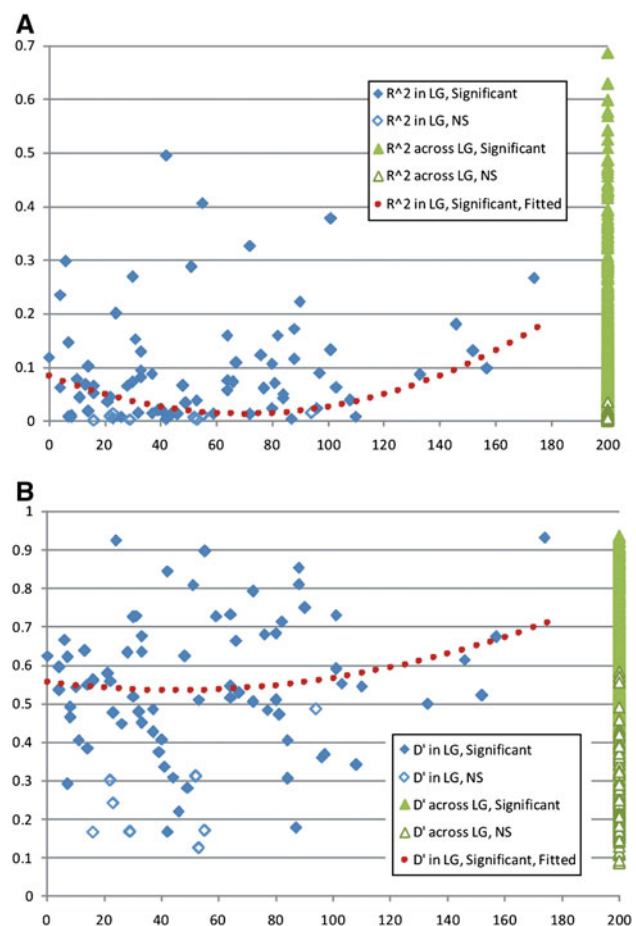 A
0.7
0.6
0.5
0.4
0.3
0.2
0.1
0
R^2 in LG, Significant
R^2 in LG, NS
R^2 across LG, Significant
R^2 across LG, NS
R^2 in LG, Significant, Fitted
0 20 40 60 80 100 120 140 160 180 200
B
1
0.9
0.8
0.7
0.6
0.5
0.4
0.3
0.2
0.1
0
D' in LG, Significant
D' in LG, NS
D' across LG, Significant
D' across LG, NS
D' in LG, Significant, Fitted
0 20 40 60 80 100 120 140 160 180 200